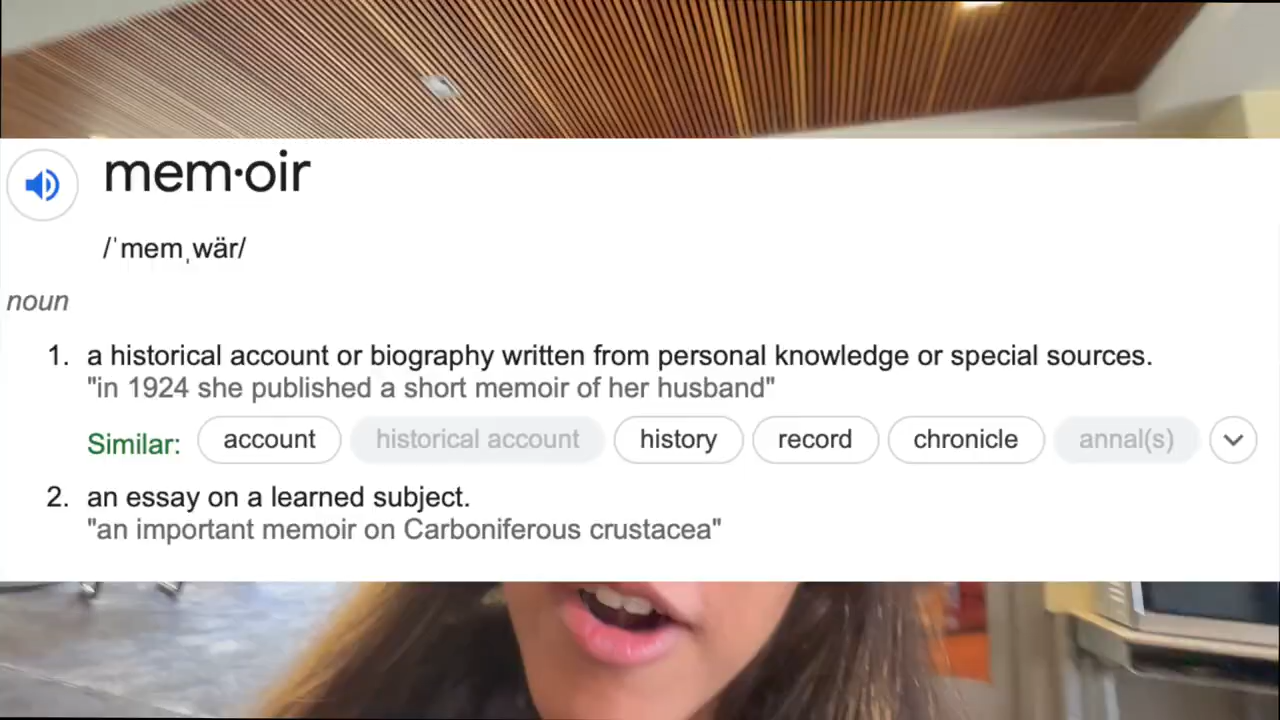 mem·oir
/ˈmemˌwär/
noun
1. a historical account or biography written from personal knowledge or special sources.
"in 1924 she published a short memoir of her husband"
Similar: account historical account history record chronicle annal(s)
2. an essay on a learned subject.
"an important memoir on Carboniferous crustacea"